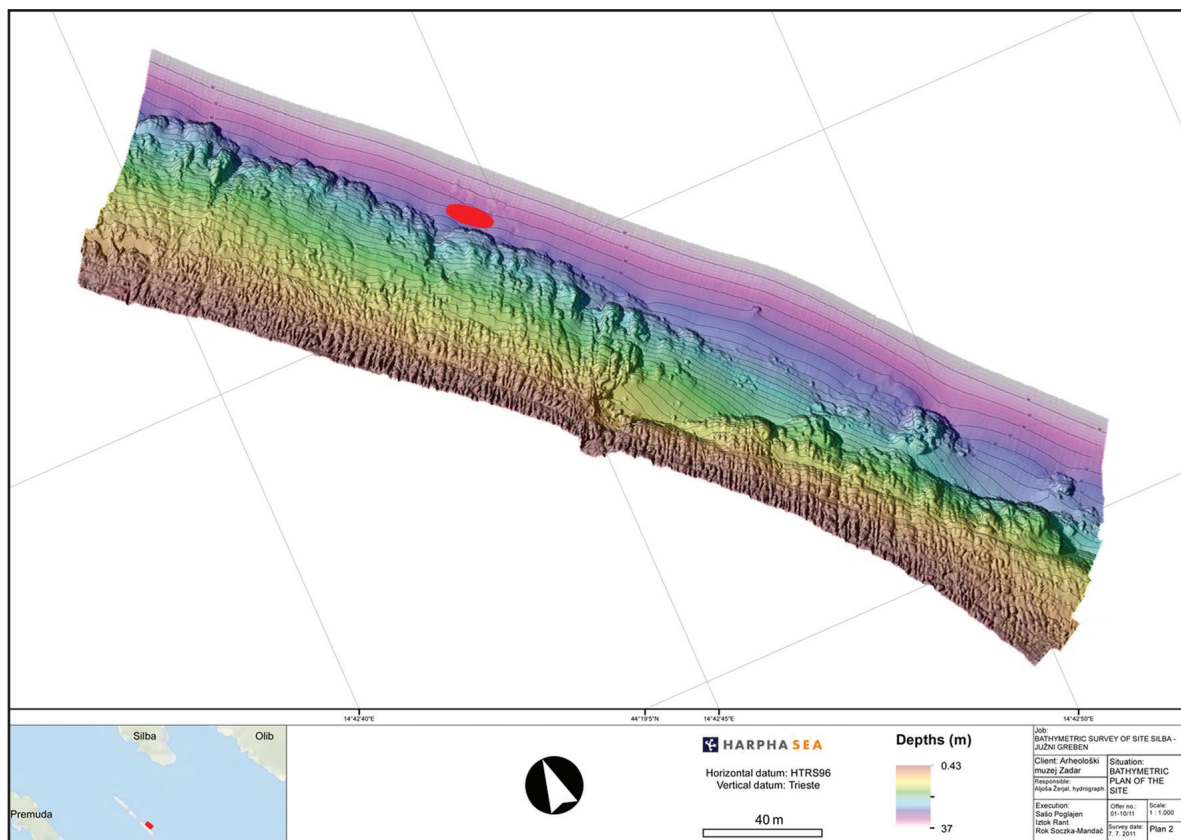 14°42'40"E
44°19'5"N
14°42'45"E
14°42'50"E
Silba
Olib
Premuda
HARPHA SEA
Horizontal datum: HTRS96
Vertical datum: Trieste
40 m
Depths (m)
0.43
37
Job:
BATHYMETRIC SURVEY OF SITE SILBA -
JUŽNI GREBEN
Client: Arheološki
muzej Zadar
Responsible:
Aljoša Žerjal, hydrograph.
Situation:
BATHYMETRIC
PLAN OF THE
SITE
Execution:
Sašo Poglajen
Iztok Rant
Rok Soczka-Mandač
Offer no.:
01-10/11
Scale:
1 : 1,000
Survey date:
7. 7. 2011
Plan 2